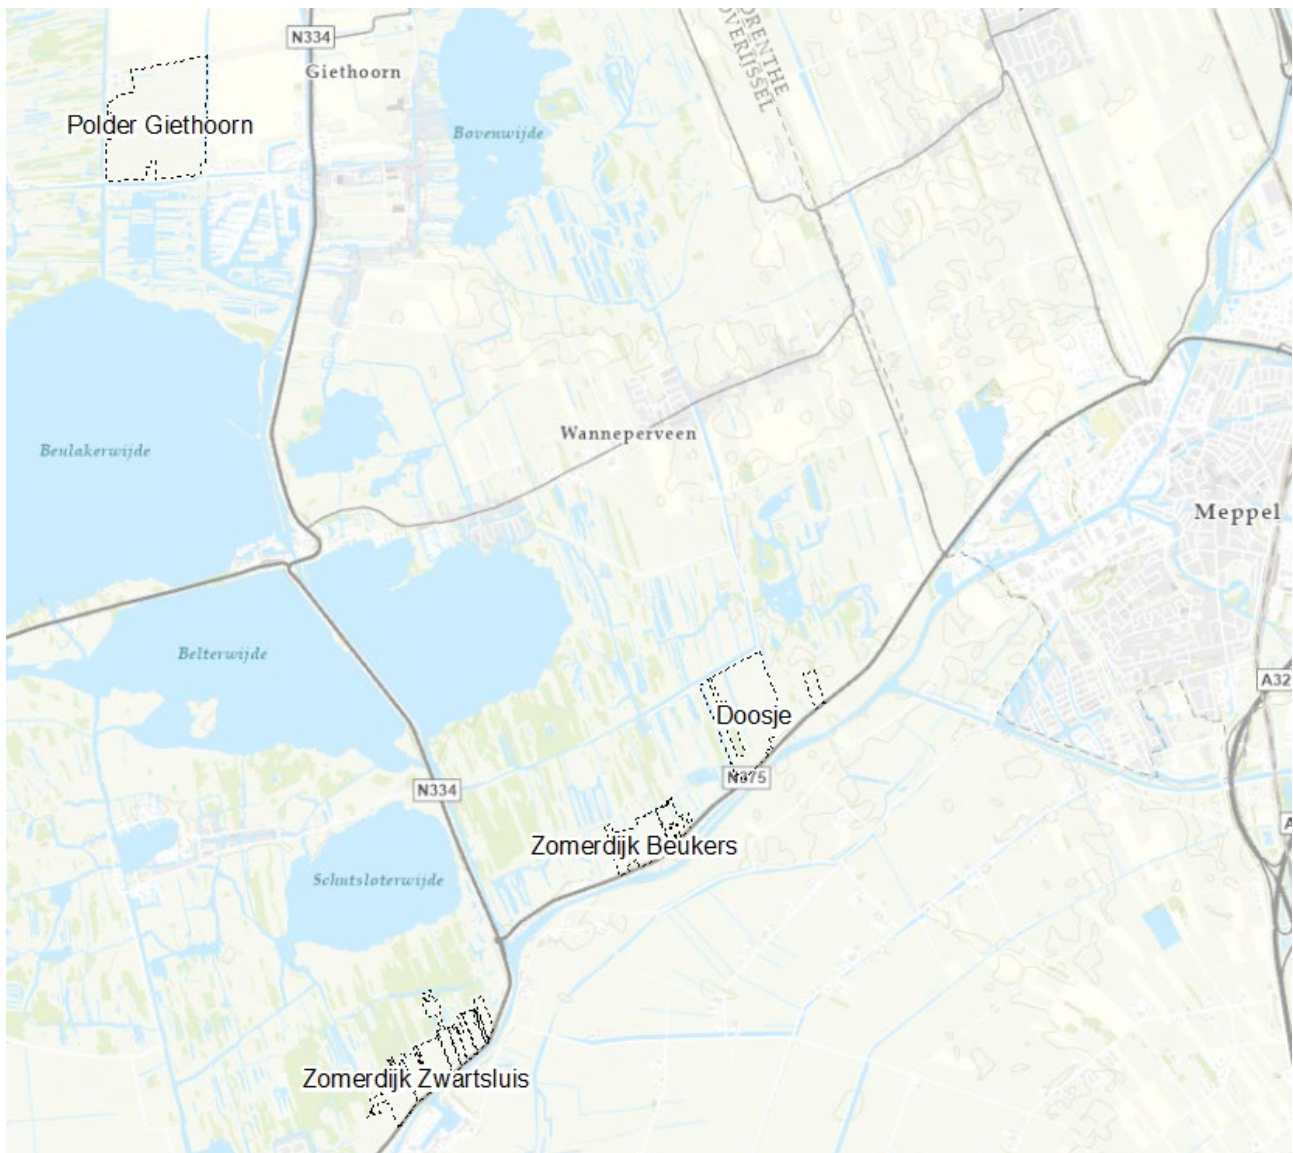 N334
Giethoorn
DRENTHE
OVERIJSSEL
Polder Giethoorn
Bovenwijde
Beulakerwijde
Wanneperveen
Meppel
Belterwijde
A32
Doosje
N375
N334
A
Zomerdijk Beukers
Schutsloterwijde
Zomerdijk Zwartsluis